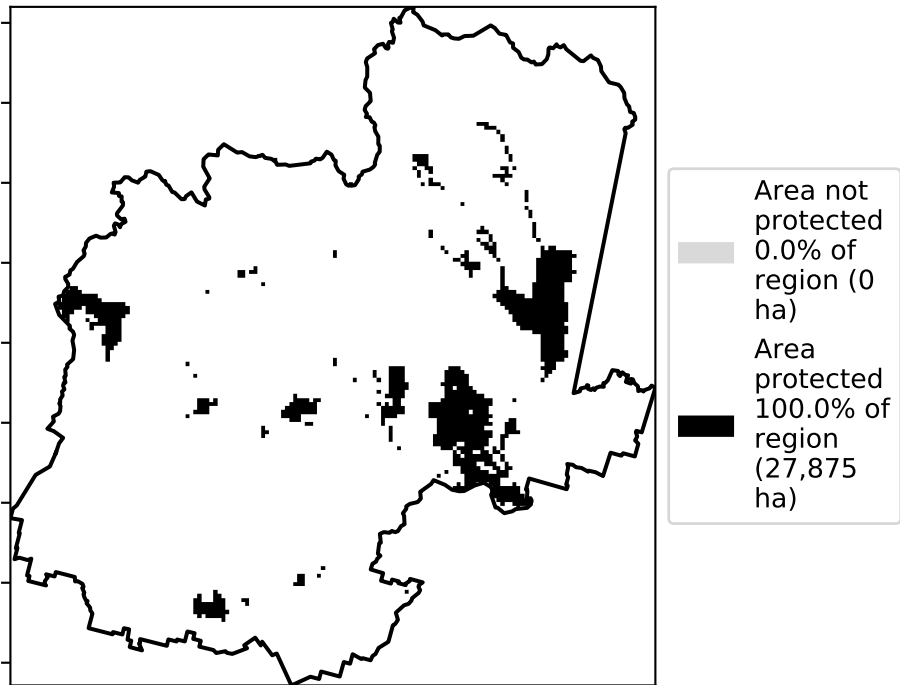 Area not
protected
0.0% of
region (0
ha)
Area
protected
100.0% of
region
(27,875
ha)